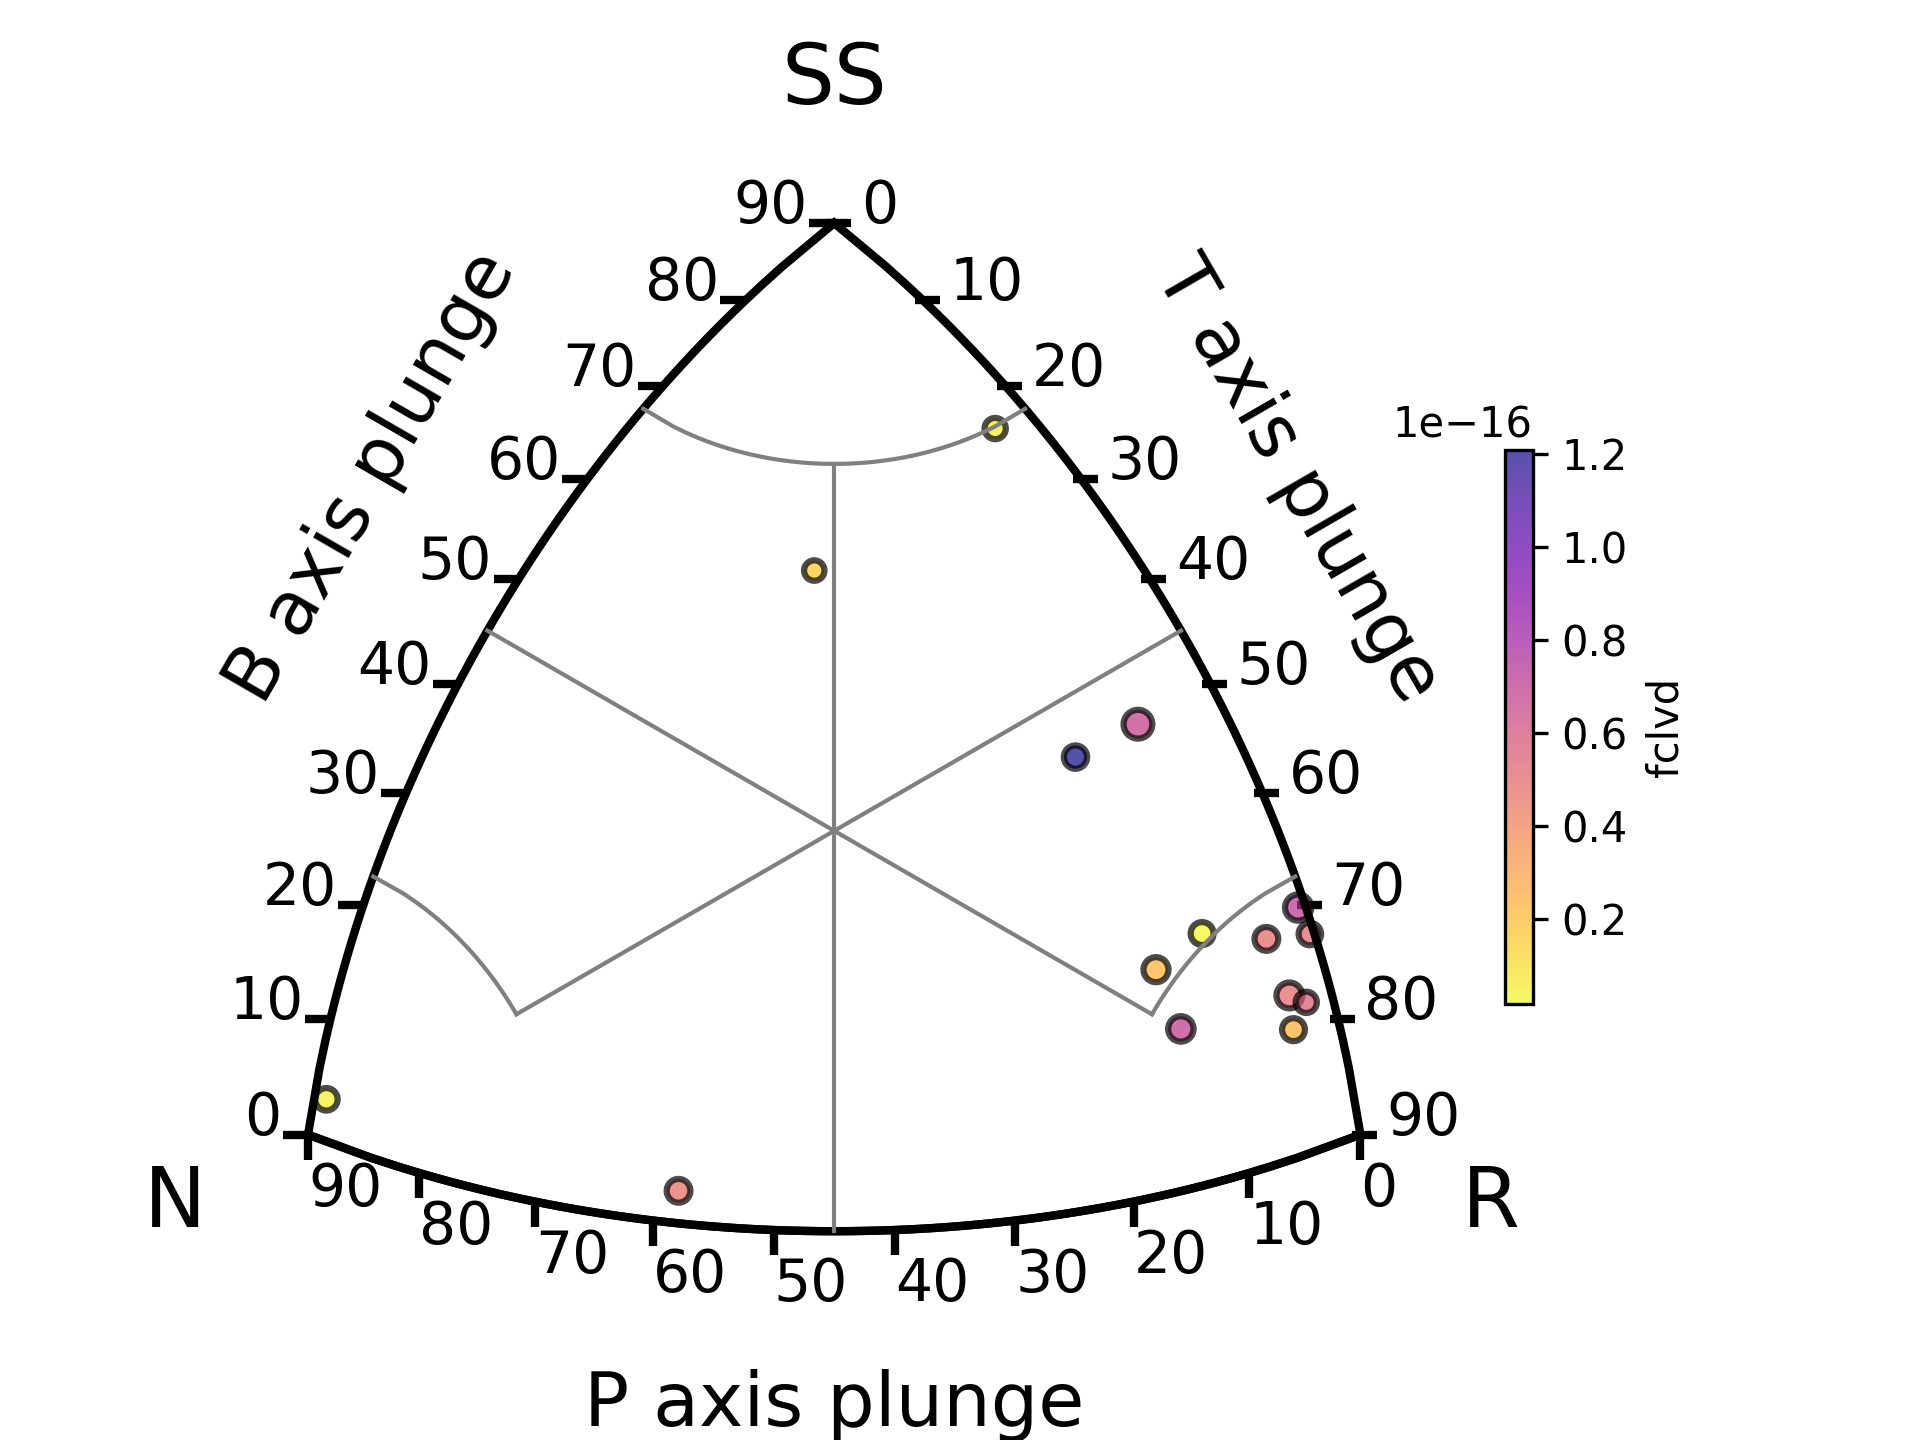 SS
90 0
80 10
70 20
60 30
50 40
40 50
30 60
20 70
10 80
0 90
B axis plunge
T axis plunge
N
R
90 80 70 60 50 40 30 20 10 0
P axis plunge
1e−16
1.2
1.0
0.8
0.6
0.4
0.2
fclvd